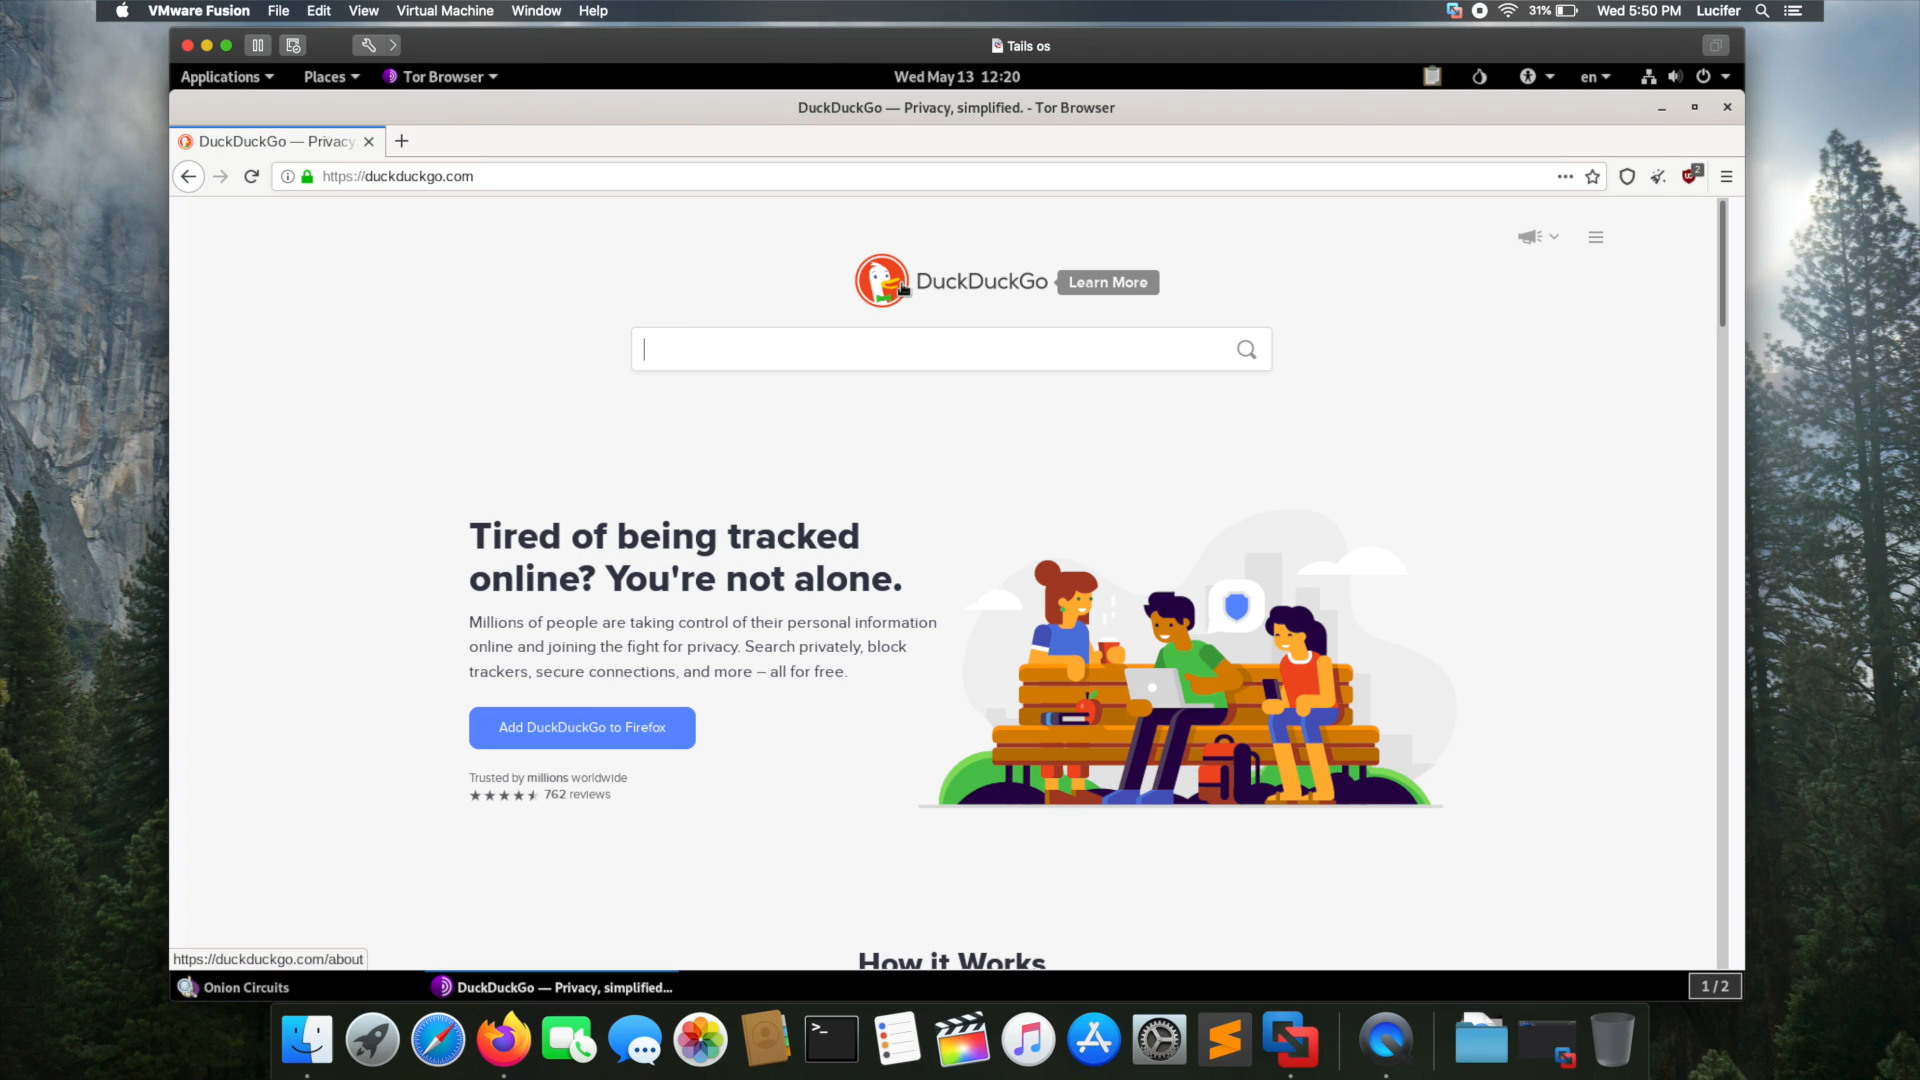 VMware Fusion File Edit View Virtual Machine Window Help 31% Wed 5:50 PM Lucifer
Tails os
Applications Places Tor Browser Wed May 13 12:20 en
DuckDuckGo — Privacy, simplified. - Tor Browser
DuckDuckGo — Privacy
https://duckduckgo.com 2
DuckDuckGo Learn More
Tired of being tracked
online? You're not alone.
Millions of people are taking control of their personal information
online and joining the fight for privacy. Search privately, block
trackers, secure connections, and more – all for free.
Add DuckDuckGo to Firefox
Trusted by millions worldwide
762 reviews
How it Works
https://duckduckgo.com/about
Onion Circuits DuckDuckGo — Privacy, simplified... 1 / 2